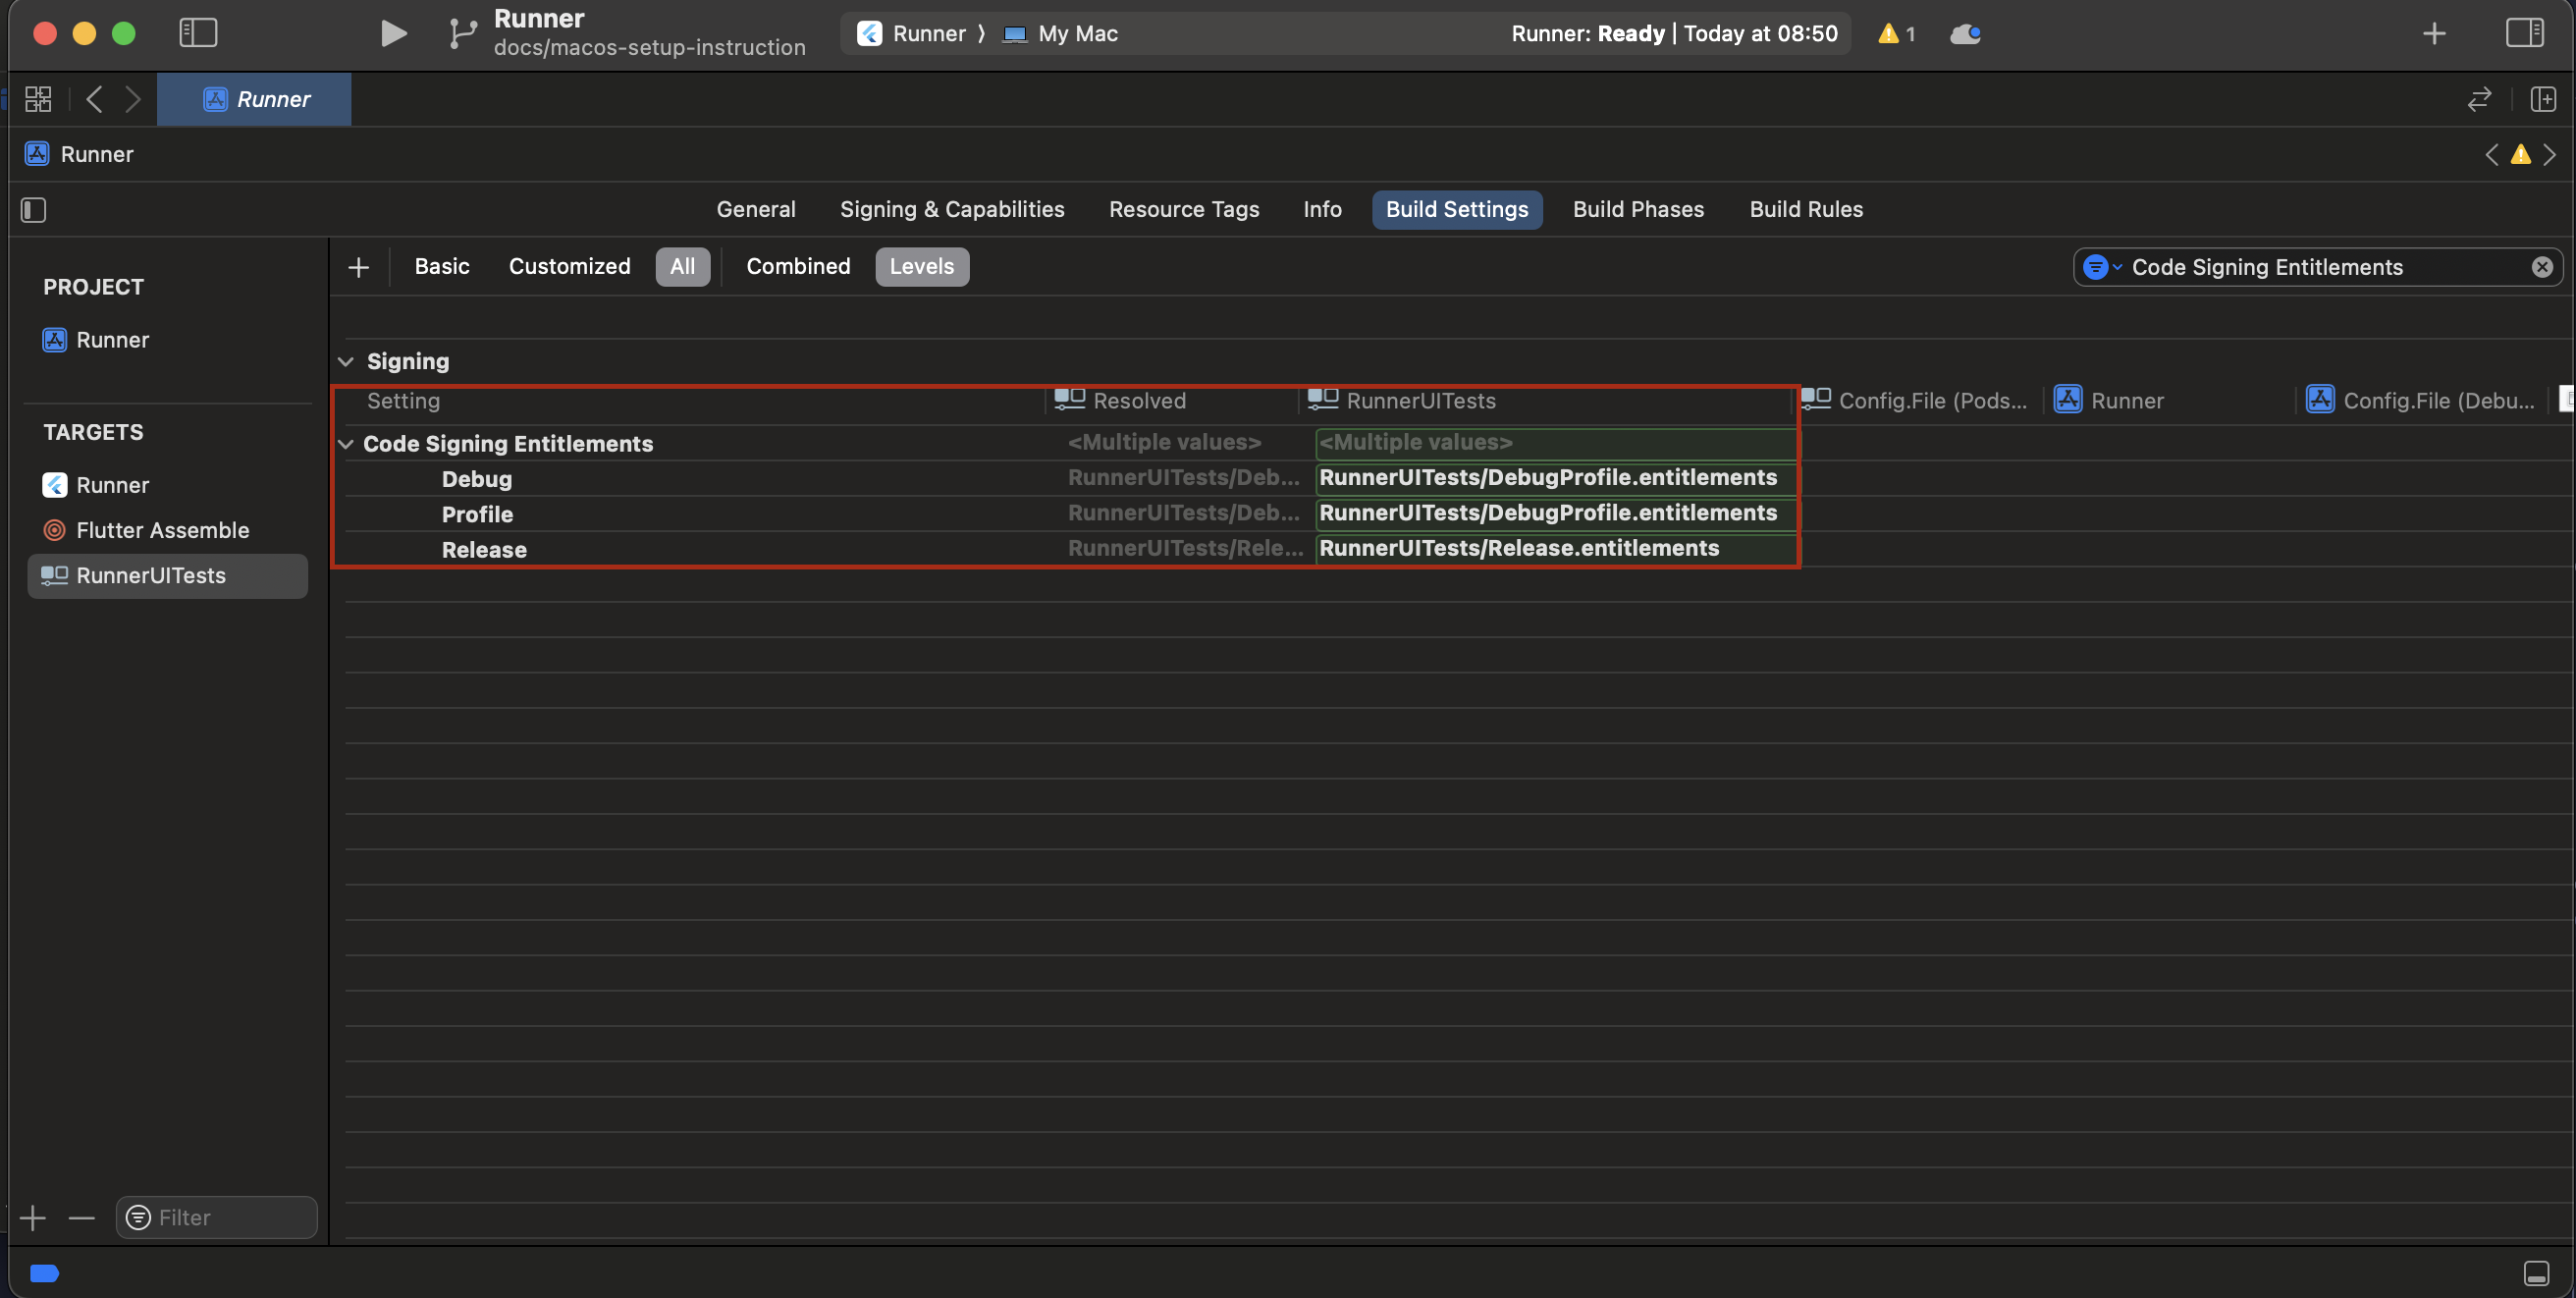 Runner
docs/macos-setup-instruction
Runner ⟩ My Mac
Runner: Ready | Today at 08:50
1
Runner
Runner
General Signing & Capabilities Resource Tags Info Build Settings Build Phases Build Rules
Basic Customized All Combined Levels
Code Signing Entitlements
PROJECT
Runner
TARGETS
Runner
Flutter Assemble
RunnerUITests
Signing
Setting Resolved RunnerUITests Config.File (Pods... Runner Config.File (Debu...
Code Signing Entitlements <Multiple values> <Multiple values>
Debug RunnerUITests/Deb... RunnerUITests/DebugProfile.entitlements
Profile RunnerUITests/Deb... RunnerUITests/DebugProfile.entitlements
Release RunnerUITests/Rele... RunnerUITests/Release.entitlements
Filter